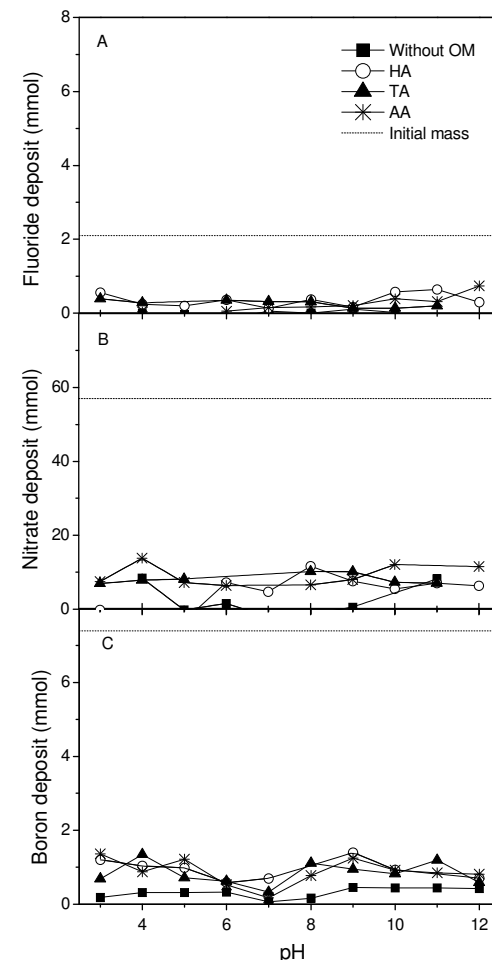 8
A
Without OM
HA
TA
AA
Initial mass
6
4
2
0
Fluoride deposit (mmol)
B
60
40
20
0
Nitrate deposit (mmol)
C
6
4
2
0
Boron deposit (mmol)
4 6 8 10 12
pH